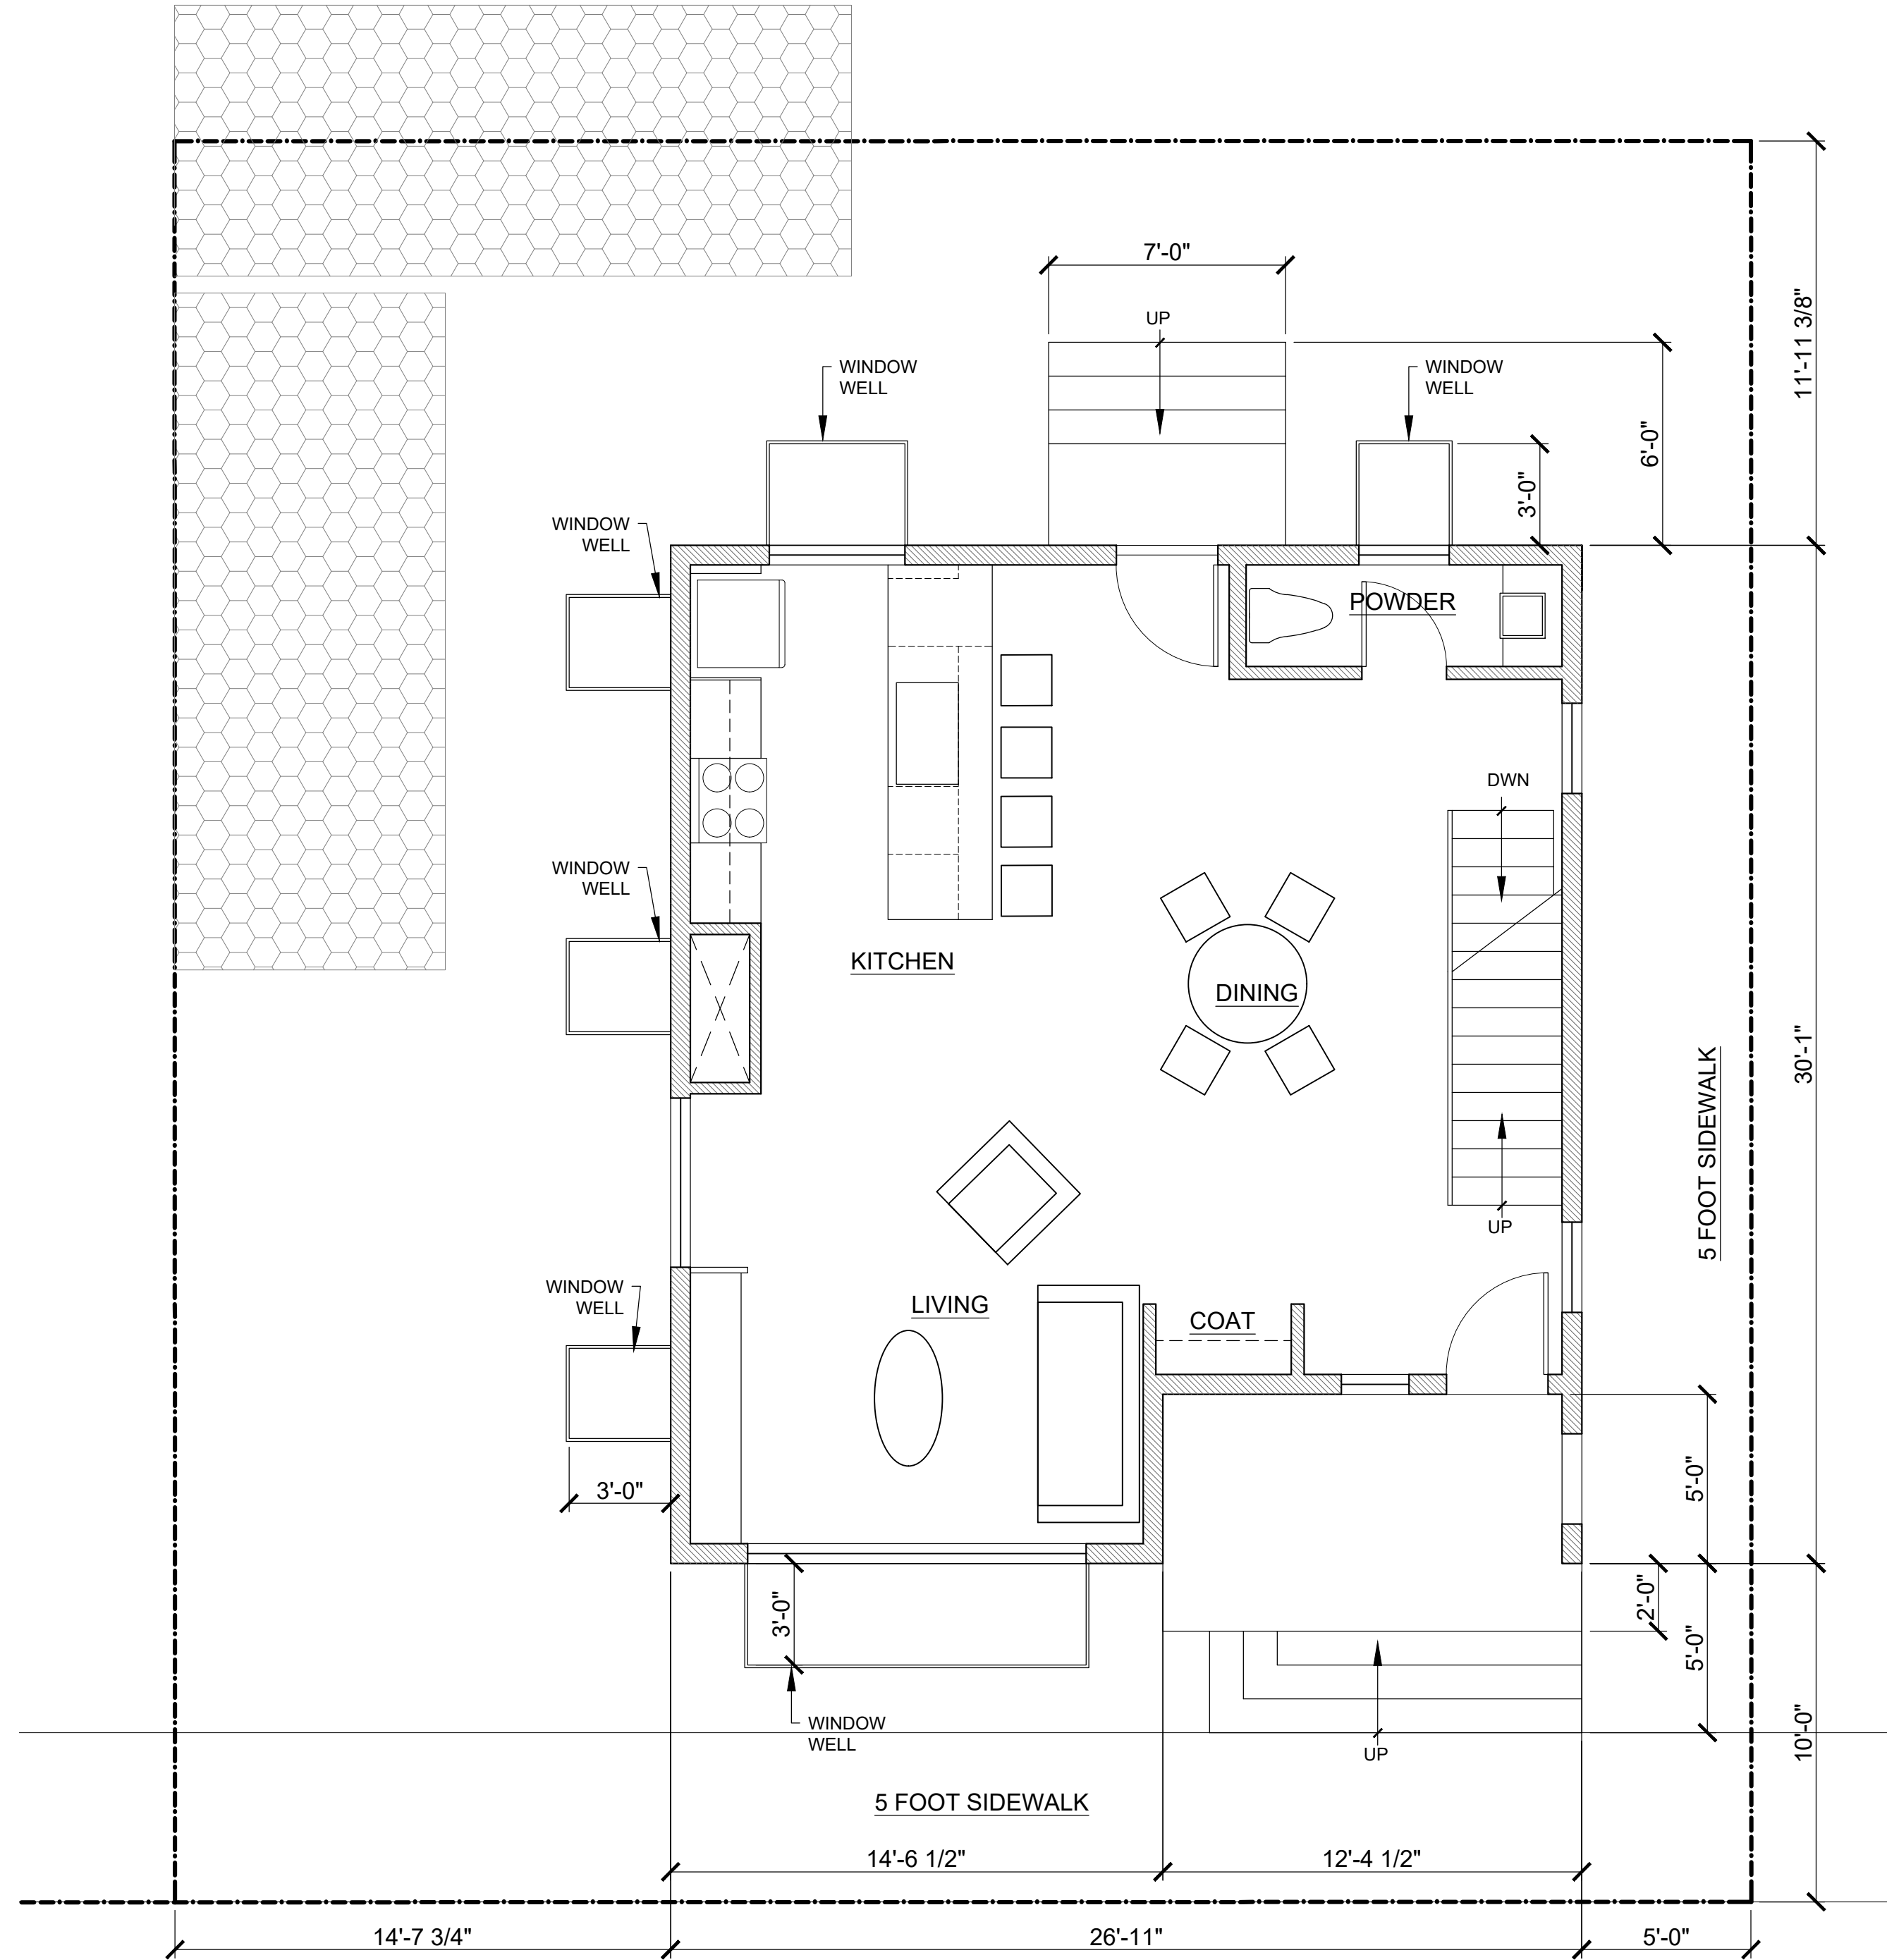 7'-0"
UP
WINDOW
WELL
WINDOW
WELL
11'-11 3/8"
6'-0"
3'-0"
WINDOW
WELL
POWDER
DWN
WINDOW
WELL
KITCHEN
DINING
30'-1"
5 FOOT SIDEWALK
UP
WINDOW
WELL
LIVING
COAT
3'-0"
5'-0"
3'-0"
2'-0"
5'-0"
WINDOW
WELL
UP
10'-0"
5 FOOT SIDEWALK
14'-6 1/2"
12'-4 1/2"
14'-7 3/4"
26'-11"
5'-0"